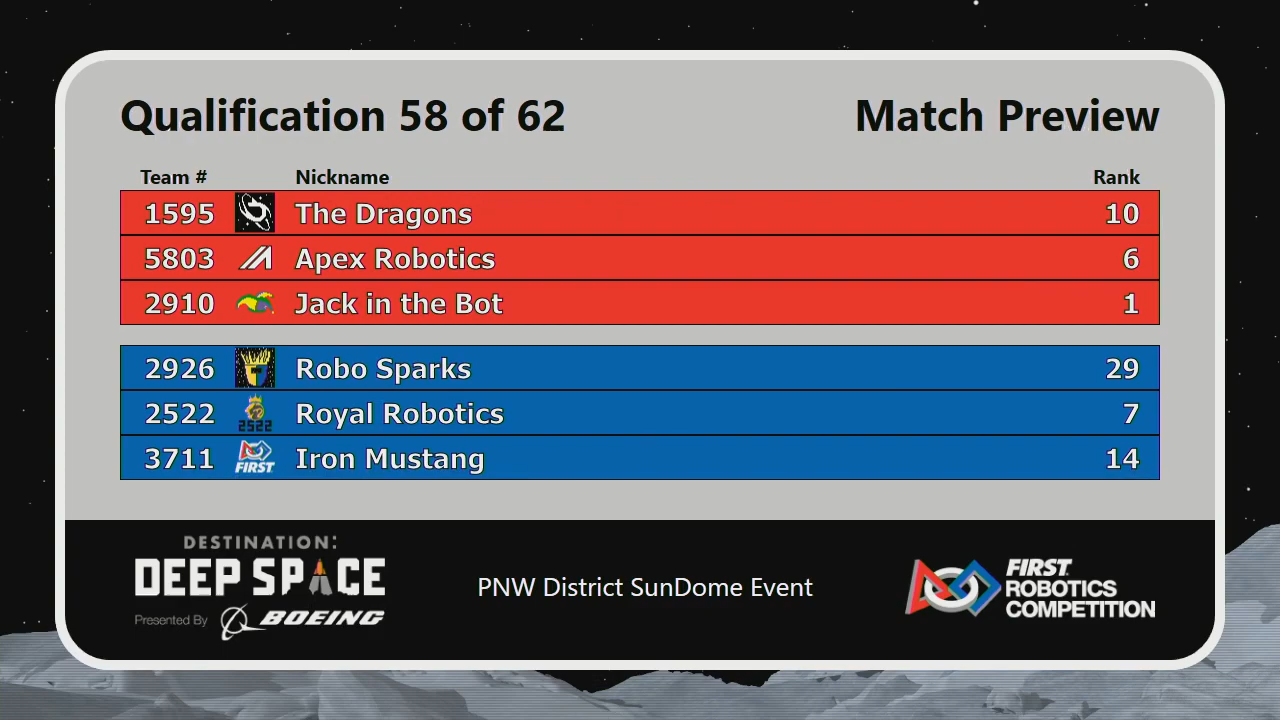 Qualification 58 of 62 Match Preview
Team # Nickname Rank
1595 The Dragons 10
5803 Apex Robotics 6
2910 Jack in the Bot 1
2926 Robo Sparks 29
2522 Royal Robotics 7
2522
3711 FIRST Iron Mustang 14
DESTINATION:
DEEP SPACE
Presented By BOEING
PNW District SunDome Event
FIRST
ROBOTICS
COMPETITION